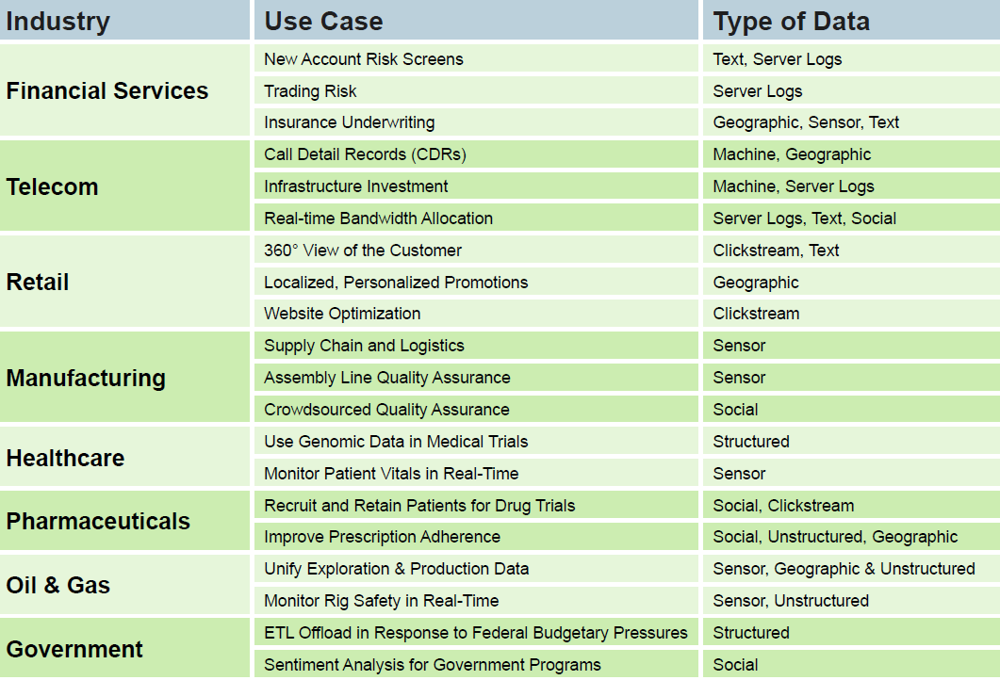 Industry Use Case Type of Data
Financial Services
New Account Risk Screens Text, Server Logs
Trading Risk Server Logs
Insurance Underwriting Geographic, Sensor, Text
Telecom
Call Detail Records (CDRs) Machine, Geographic
Infrastructure Investment Machine, Server Logs
Real-time Bandwidth Allocation Server Logs, Text, Social
Retail
360° View of the Customer Clickstream, Text
Localized, Personalized Promotions Geographic
Website Optimization Clickstream
Manufacturing
Supply Chain and Logistics Sensor
Assembly Line Quality Assurance Sensor
Crowdsourced Quality Assurance Social
Healthcare
Use Genomic Data in Medical Trials Structured
Monitor Patient Vitals in Real-Time Sensor
Pharmaceuticals
Recruit and Retain Patients for Drug Trials Social, Clickstream
Improve Prescription Adherence Social, Unstructured, Geographic
Oil & Gas
Unify Exploration & Production Data Sensor, Geographic & Unstructured
Monitor Rig Safety in Real-Time Sensor, Unstructured
Government
ETL Offload in Response to Federal Budgetary Pressures Structured
Sentiment Analysis for Government Programs Social